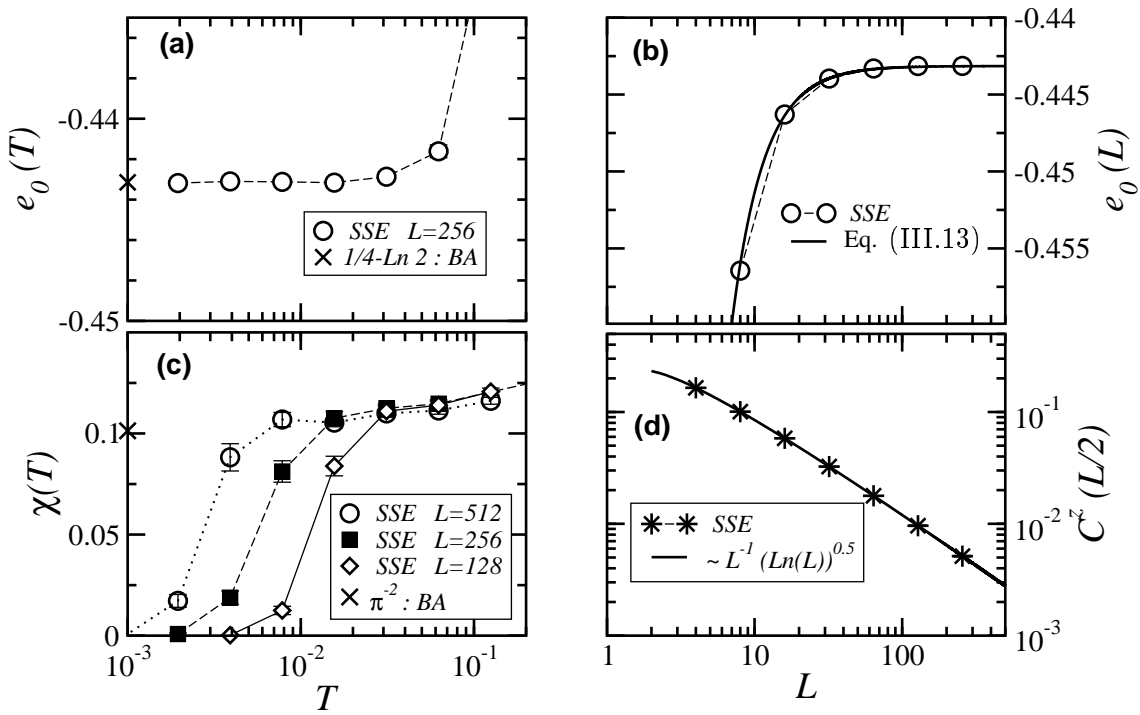 (a)
-0.44
-0.45
e0 (T)
SSE L=256
1/4-Ln 2 : BA
(b)
-0.44
-0.445
-0.45
-0.455
e0 (L)
SSE
Eq. (III.13)
(c)
0.1
0.05
0
χ(T)
SSE L=512
SSE L=256
SSE L=128
π^-2 : BA
10^-3 10^-2 10^-1
T
(d)
10^-1
10^-2
10^-3
C^z (L/2)
SSE
~ L^-1 (Ln(L))^0.5
1 10 100
L